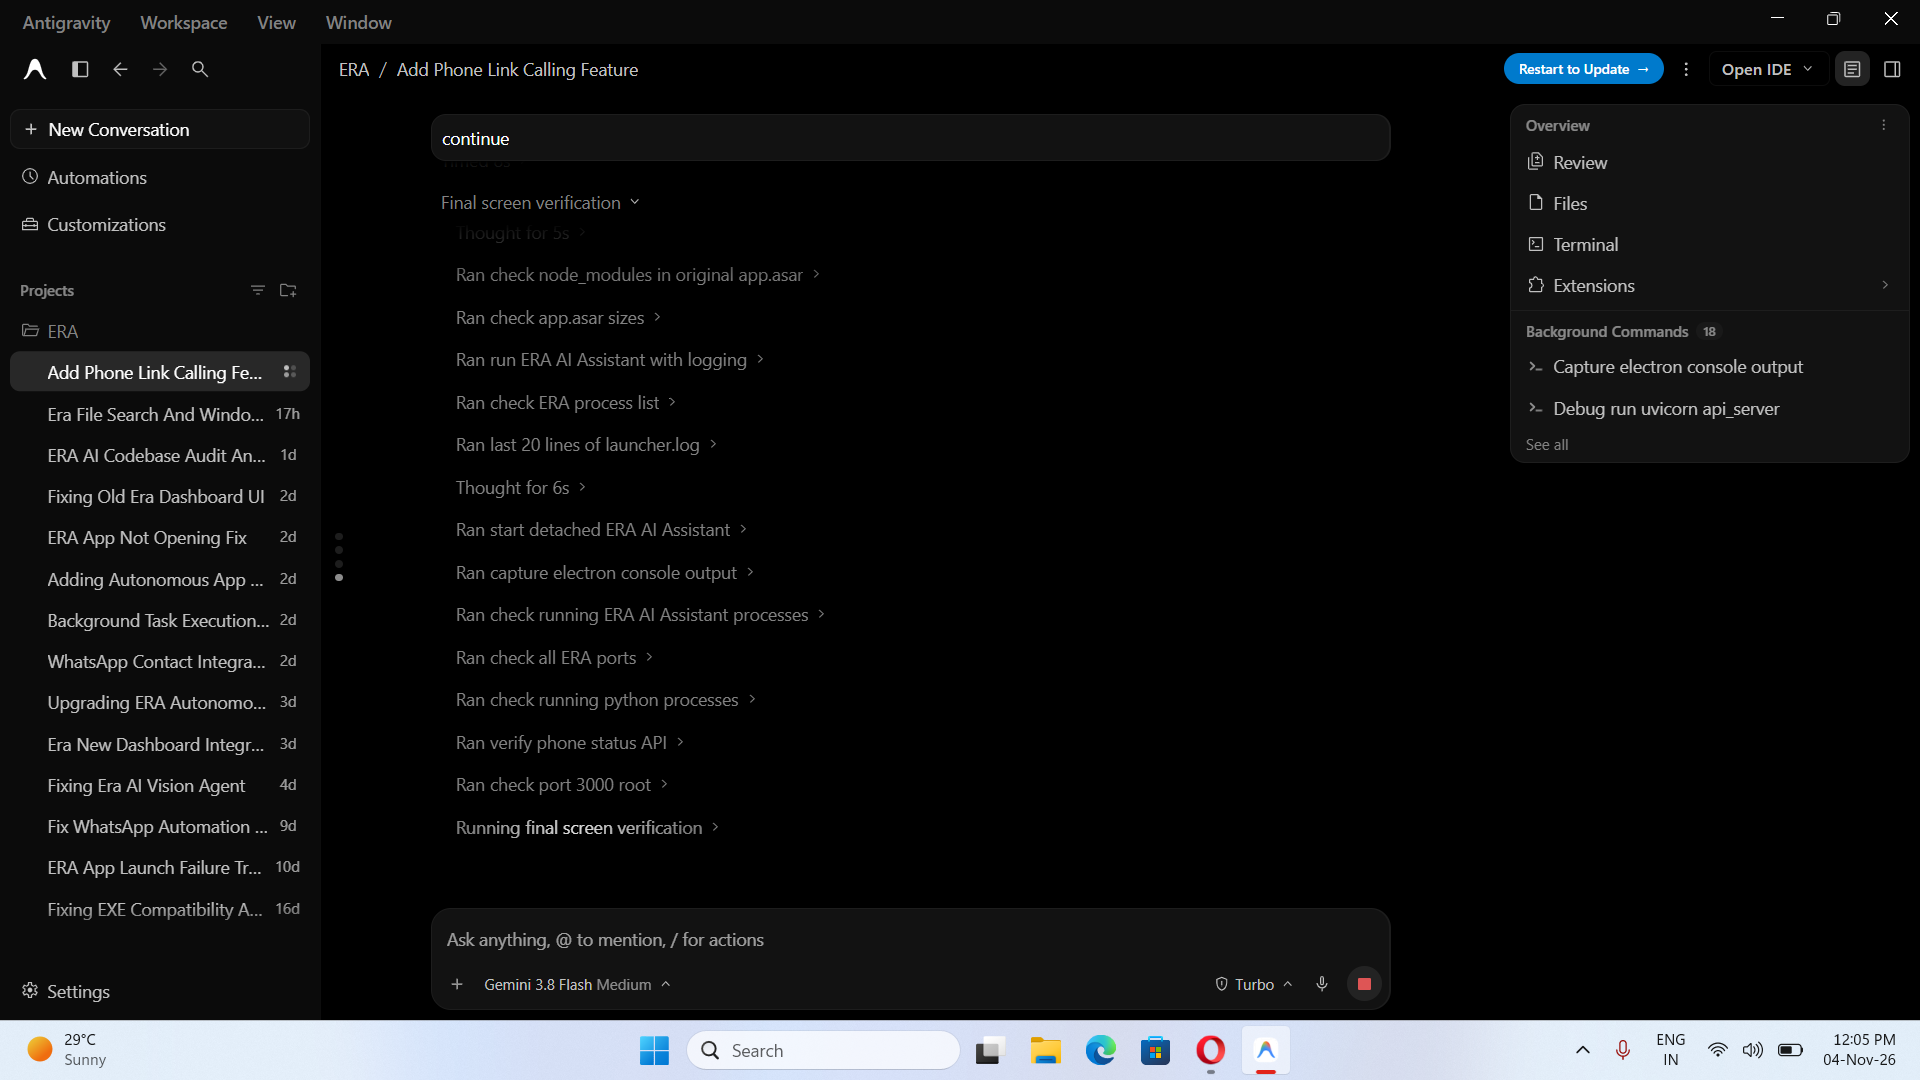 Antigravity Workspace View Window
ERA / Add Phone Link Calling Feature
Restart to Update →
Open IDE
New Conversation
Automations
Customizations
Projects
ERA
Add Phone Link Calling Fe...
Era File Search And Windo... 17h
ERA AI Codebase Audit An... 1d
Fixing Old Era Dashboard UI 2d
ERA App Not Opening Fix 2d
Adding Autonomous App ... 2d
Background Task Execution... 2d
WhatsApp Contact Integra... 2d
Upgrading ERA Autonomo... 3d
Era New Dashboard Integr... 3d
Fixing Era AI Vision Agent 4d
Fix WhatsApp Automation ... 9d
ERA App Launch Failure Tr... 10d
Fixing EXE Compatibility A... 16d
Settings
continue
Final screen verification
Thought for 5s
Ran check node_modules in original app.asar
Ran check app.asar sizes
Ran run ERA AI Assistant with logging
Ran check ERA process list
Ran last 20 lines of launcher.log
Thought for 6s
Ran start detached ERA AI Assistant
Ran capture electron console output
Ran check running ERA AI Assistant processes
Ran check all ERA ports
Ran check running python processes
Ran verify phone status API
Ran check port 3000 root
Running final screen verification
Ask anything, @ to mention, / for actions
Gemini 3.8 Flash Medium
Turbo
Overview
Review
Files
Terminal
Extensions
Background Commands 18
Capture electron console output
Debug run uvicorn api_server
See all
29°C
Sunny
Search
ENG
IN
12:05 PM
04-Nov-26